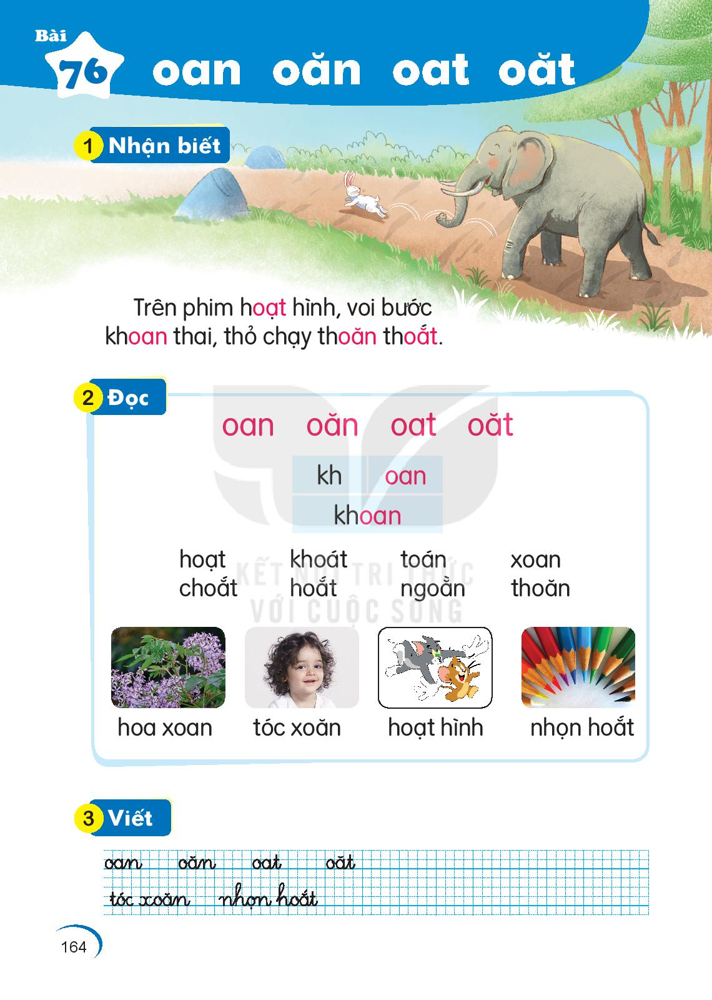 Bài
76
oan oăn oat oăt
1 Nhận biết
Trên phim hoạt hình, voi bước
khoan thai, thỏ chạy thoăn thoắt.
2 Đọc
oan oăn oat oăt
kh oan
khoan
hoạt khoát toán xoan
choắt hoắt ngoằn thoăn
KẾT NỐI TRI THỨC
VỚI CUỘC SỐNG
hoa xoan tóc xoăn hoạt hình nhọn hoắt
3 Viết
oan oăn oat oăt
tóc xoăn nhọn hoắt
164